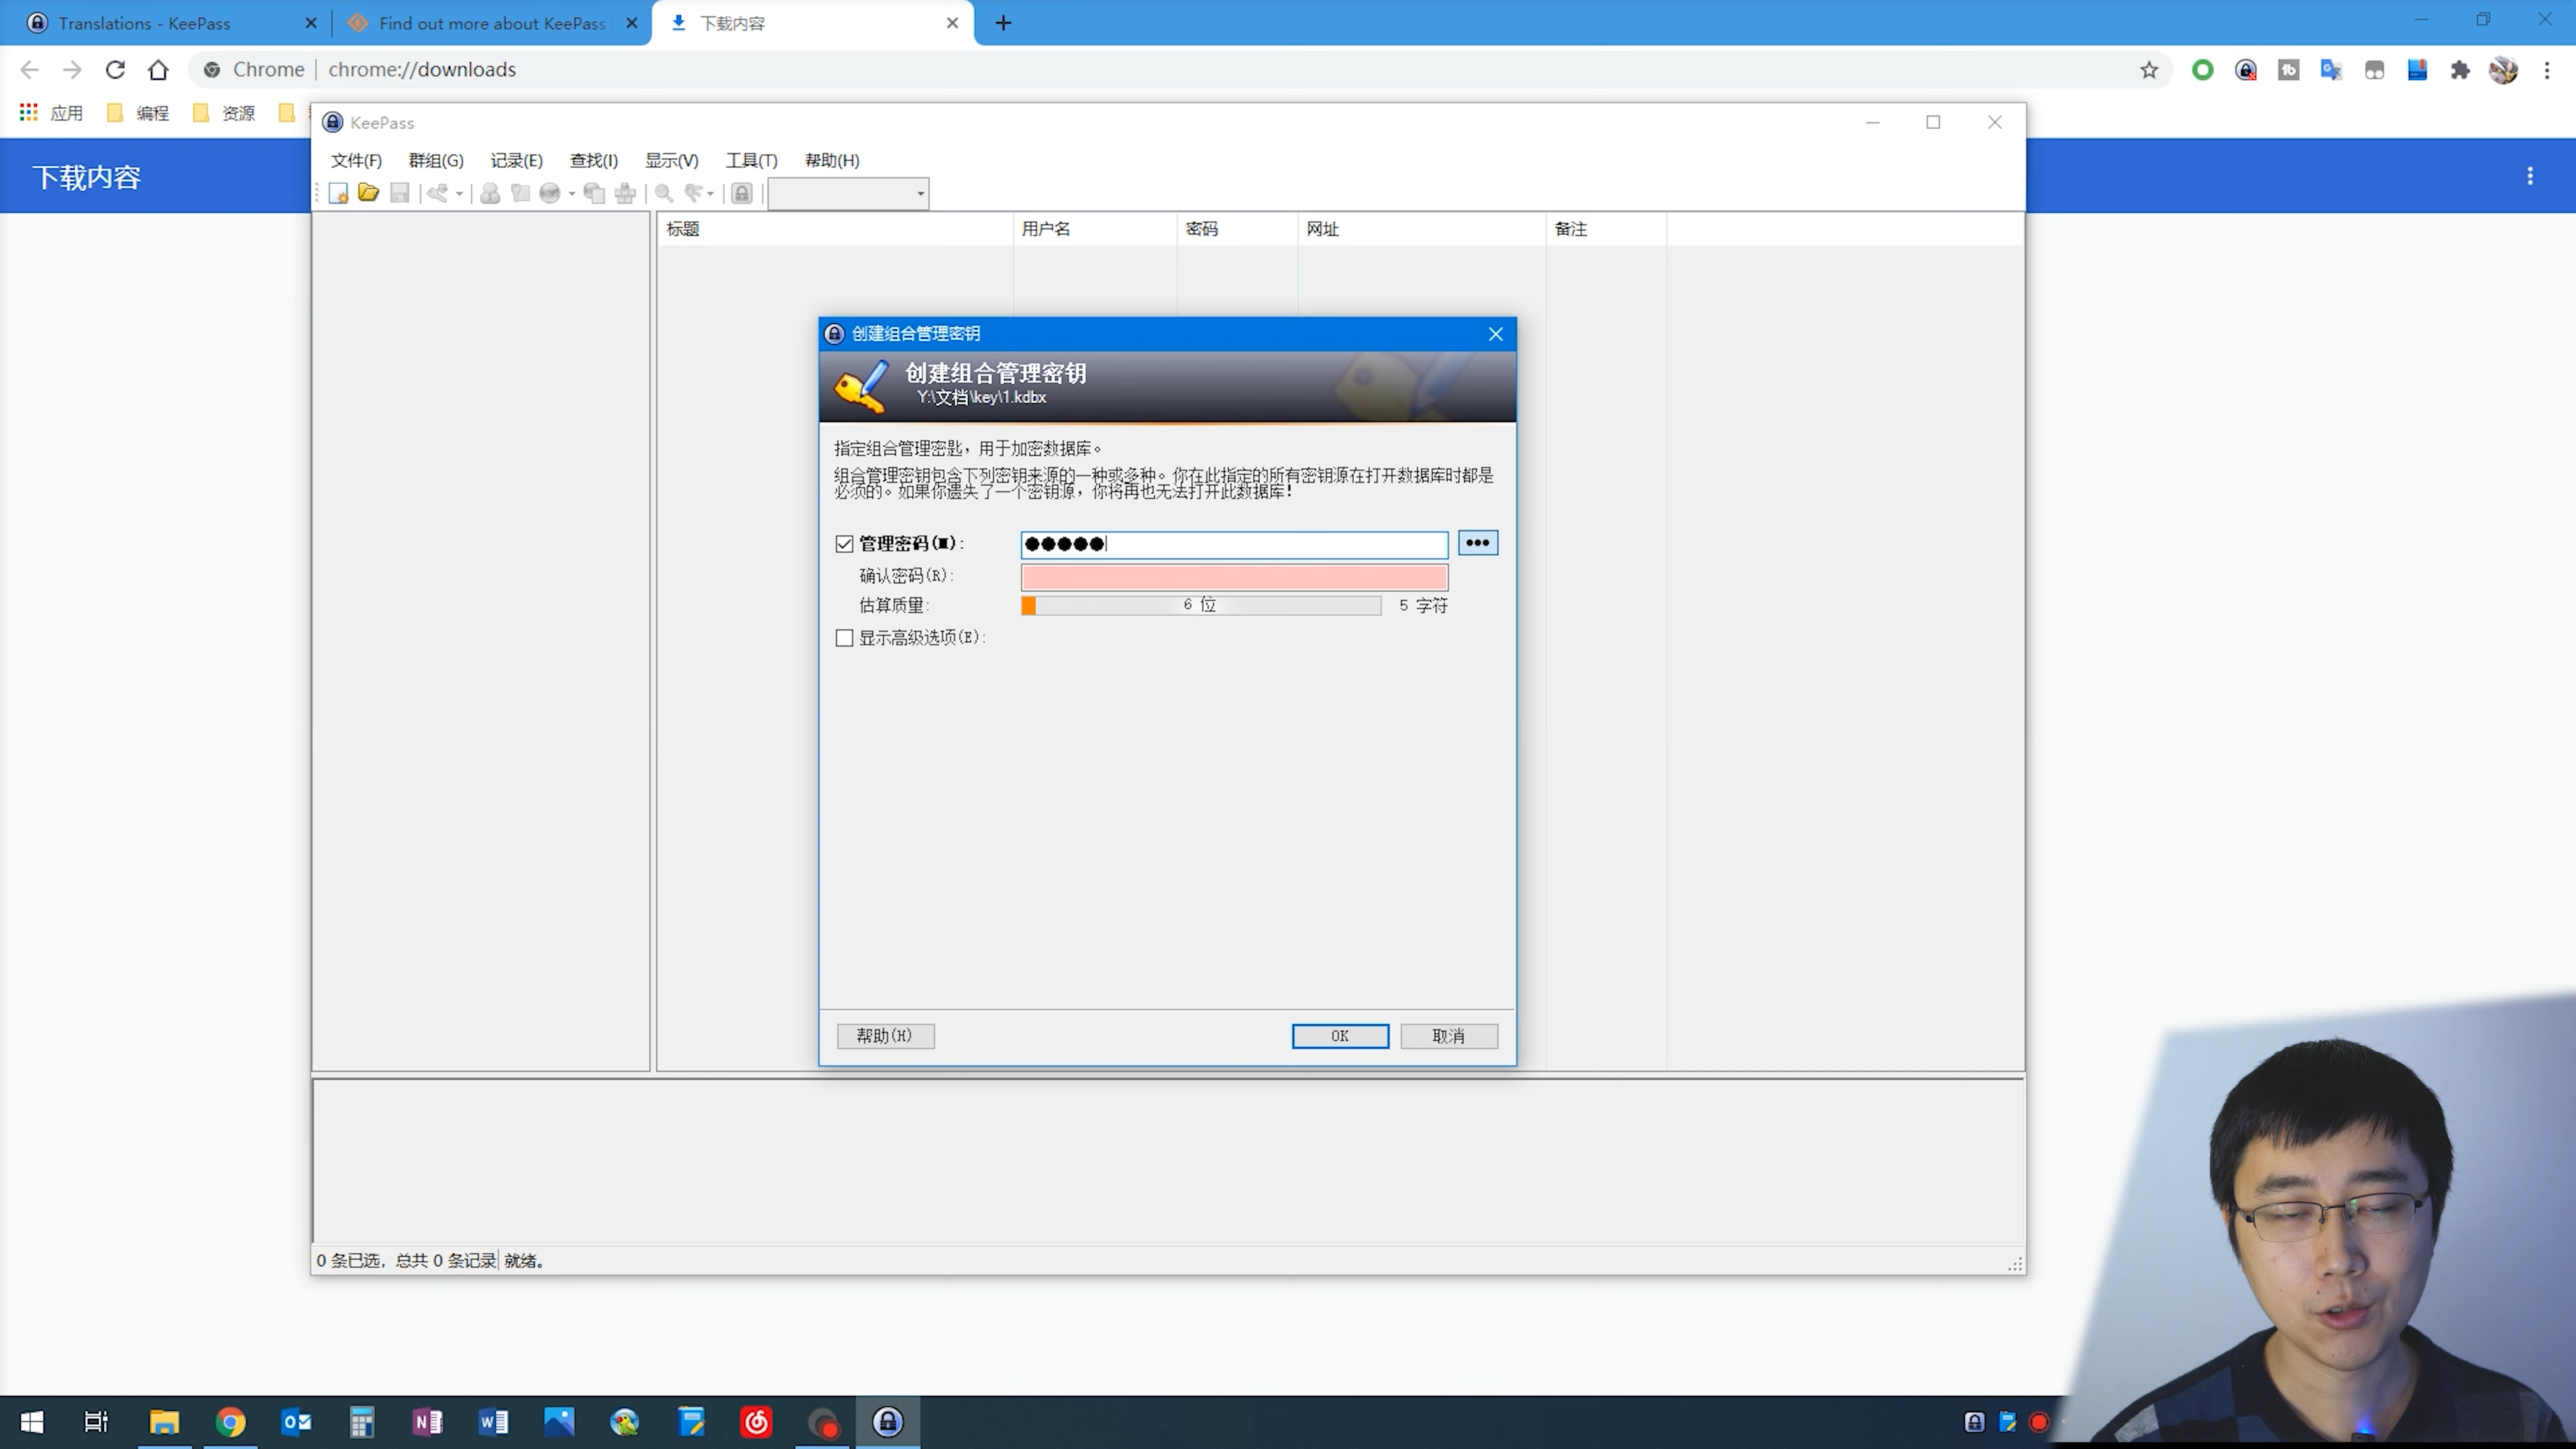 Translations - KeePass
Find out more about KeePass
下载内容
Chrome
chrome://downloads
应用
编程
资源
KeePass
下载内容
文件(F) 群组(G) 记录(E) 查找(I) 显示(V) 工具(T) 帮助(H)
标题 用户名 密码 网址 备注
创建组合管理密钥
创建组合管理密钥
Y:\文档\key\1.kdbx
指定组合管理密匙，用于加密数据库。
组合管理密钥包含下列密钥来源的一种或多种。你在此指定的所有密钥源在打开数据库时都是
必须的。如果你遗失了一个密钥源，你将再也无法打开此数据库！
管理密码(M)：
确认密码(R)：
估算质量： 6 位 5 字符
显示高级选项(E)：
帮助(H) OK 取消
0 条已选，总共 0 条记录 就绪。